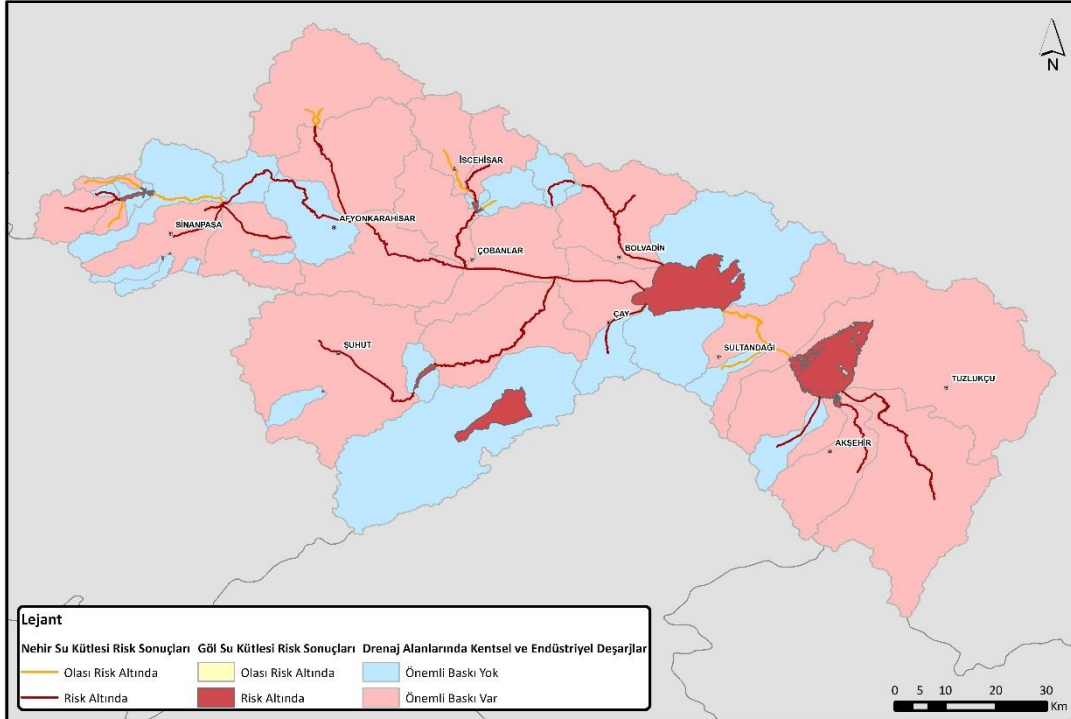 N
İSCEHİSAR
SİNANPAŞA
AFYONKARAHİSAR
ÇOBANLAR
BOLVADİN
ÇAY
ŞUHUT
SULTANDAĞI
TUZLUKÇU
AKŞEHİR
Lejant
Nehir Su Kütlesi Risk Sonuçları Göl Su Kütlesi Risk Sonuçları Drenaj Alanlarında Kentsel ve Endüstriyel Deşarjlar
Olası Risk Altında Olası Risk Altında Önemli Baskı Yok
Risk Altında Risk Altında Önemli Baskı Var
0 5 10 20 30
Km